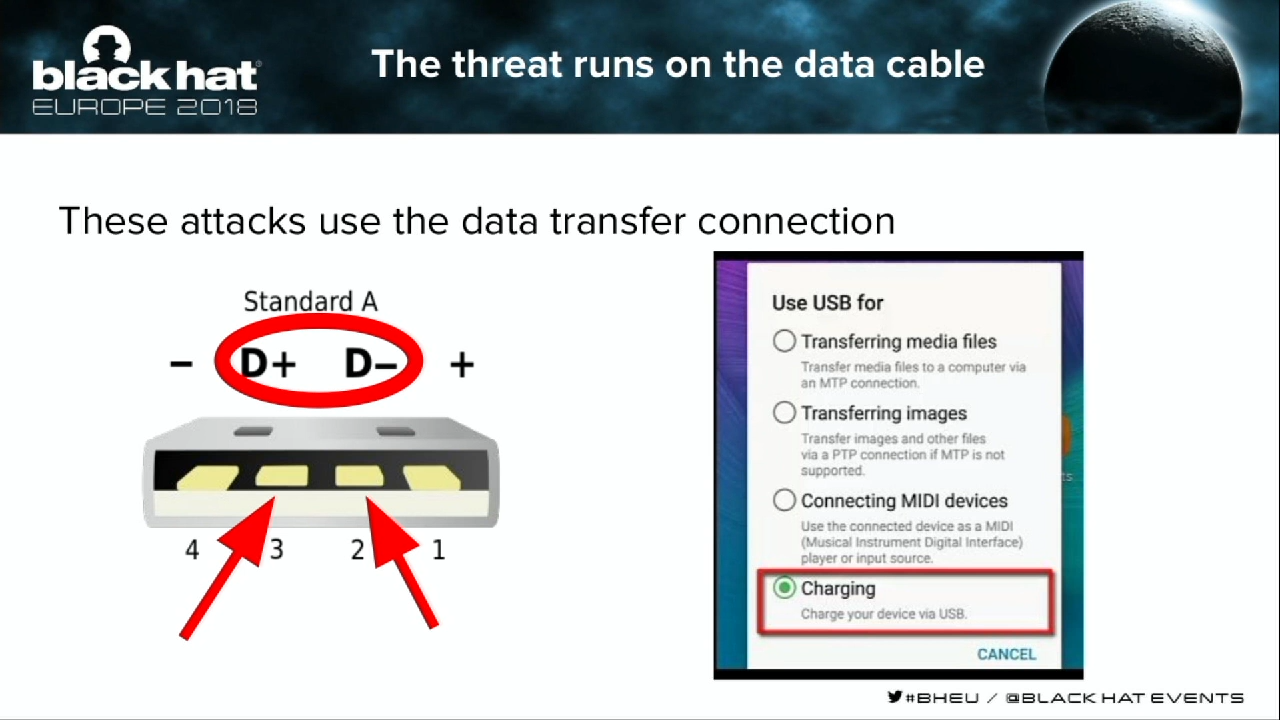 black hat
EUROPE 2018
The threat runs on the data cable
These attacks use the data transfer connection
Standard A
− D+ D− +
4 3 2 1
Use USB for
Transferring media files
Transfer media files to a computer via
an MTP connection.
Transferring images
Transfer images and other files
via a PTP connection if MTP is not
supported.
Connecting MIDI devices
Use the connected device as a MIDI
(Musical Instrument Digital Interface)
player or input source.
Charging
Charge your device via USB.
CANCEL
#BHEU / @BLACK HAT EVENTS